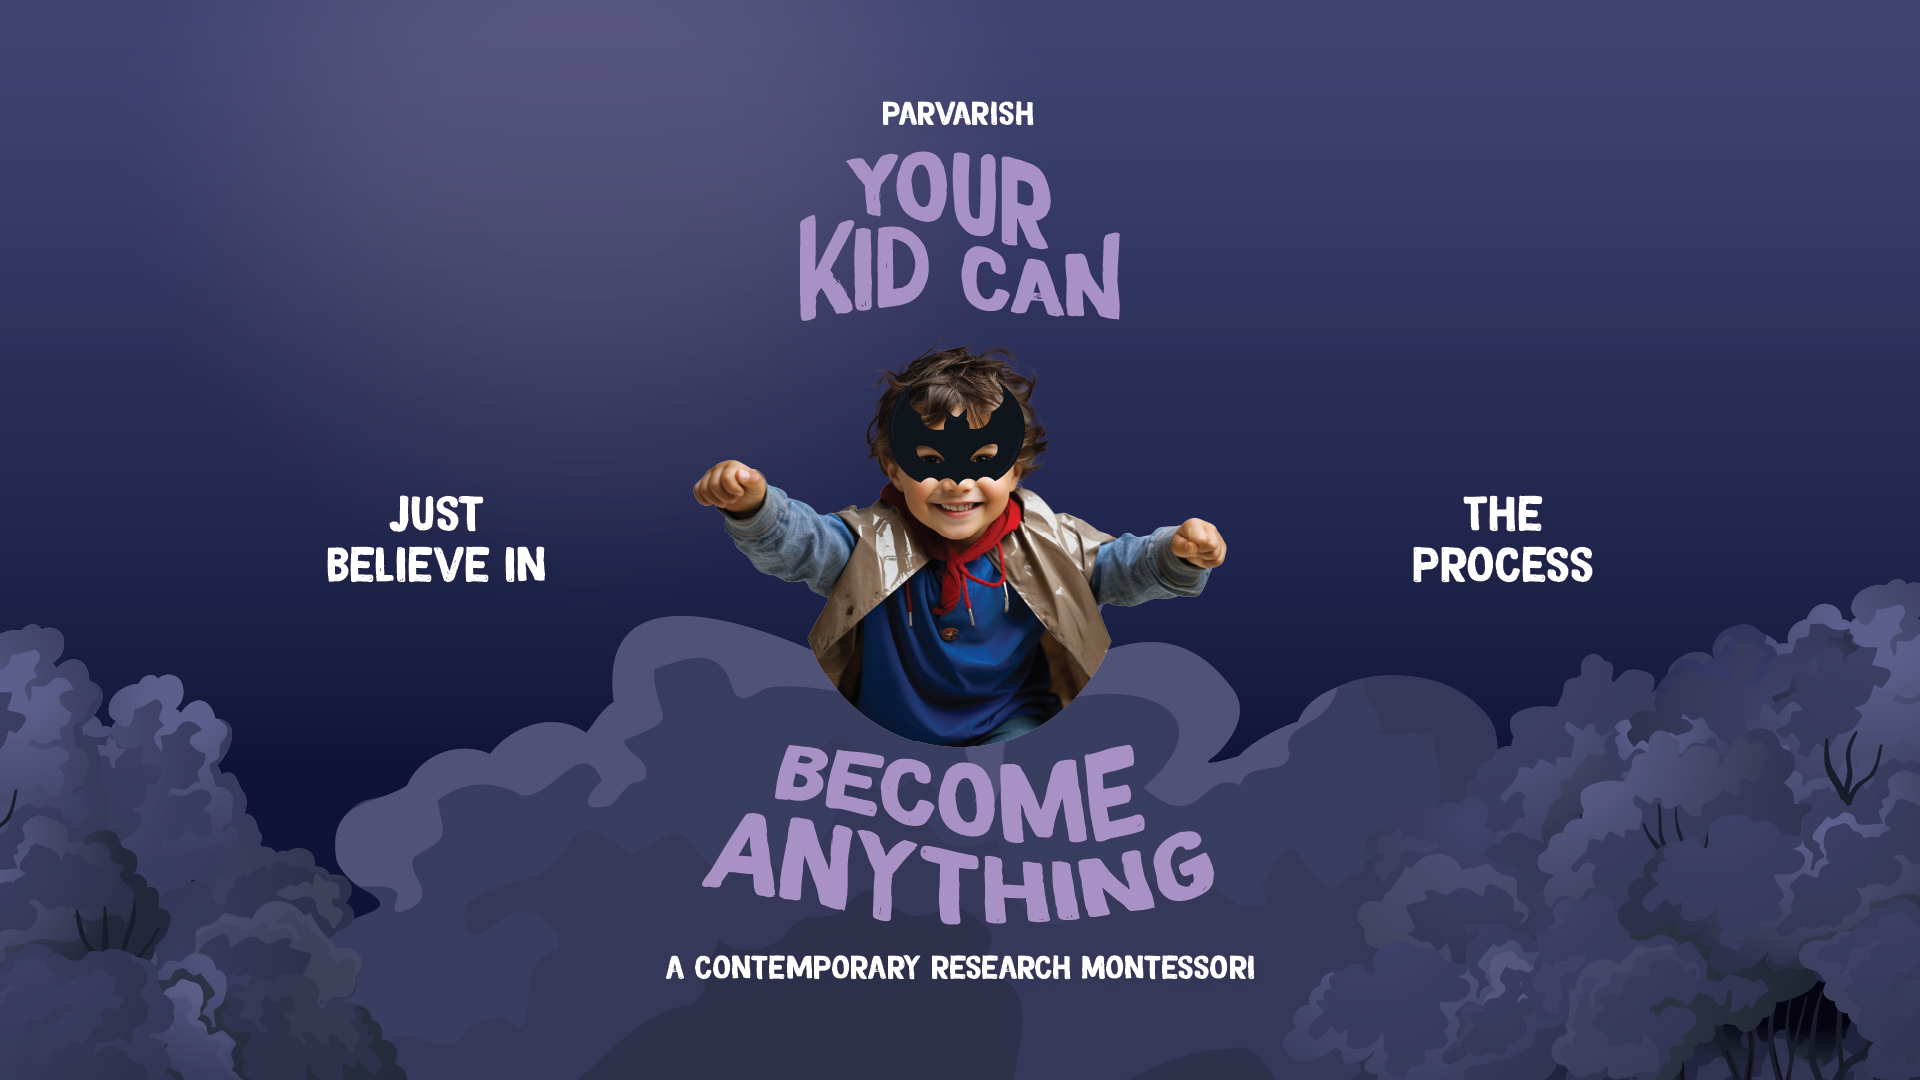 PARVARISH
YOUR
KID CAN
JUST
BELIEVE IN
THE
PROCESS
BECOME
ANYTHING
A CONTEMPORARY RESEARCH MONTESSORI